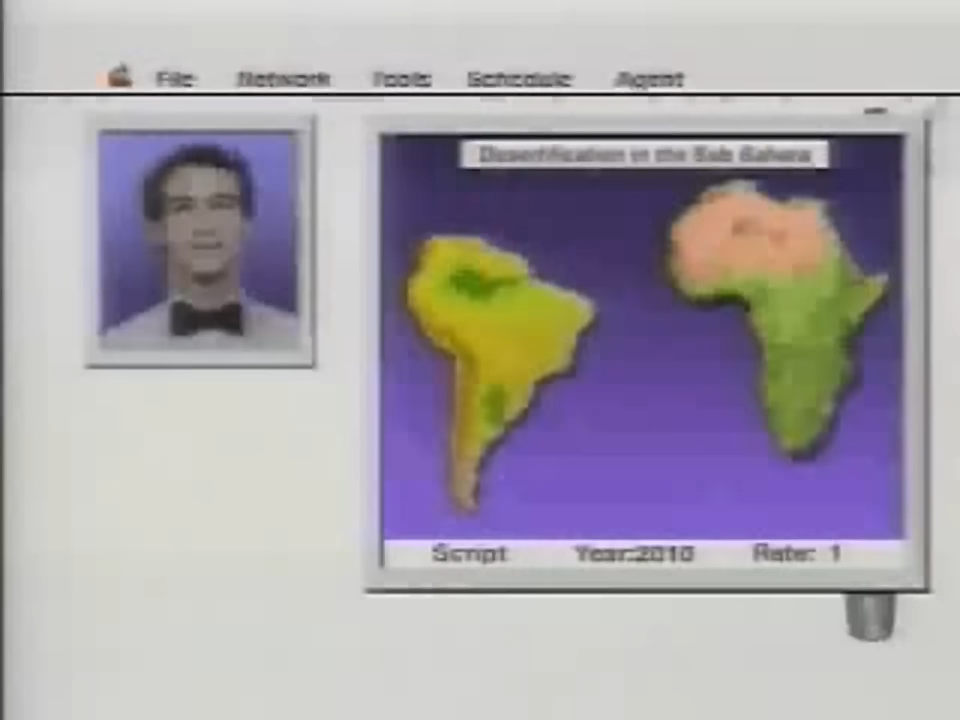 File Network Tools Schedule Agent
Desertification in the Sub Sahara
Script Year:2010 Rate: 1